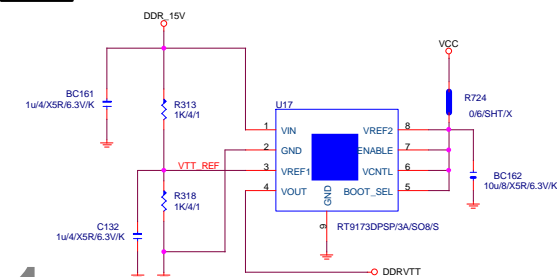 DDR_15V
VCC
BC161
1u/4/X5R/6.3V/K
R313
1K/4/1
R724
0/6/SHT/X
U17
1 VIN VREF2 8
2 GND ENABLE 7
VTT_REF 3 VREF1 VCNTL 6
4 VOUT BOOT_SEL 5
GND
9
BC162
10u/8/X5R/6.3V/K
R318
1K/4/1
C132
1u/4/X5R/6.3V/K
RT9173DPSP/3A/SO8/S
DDRVTT